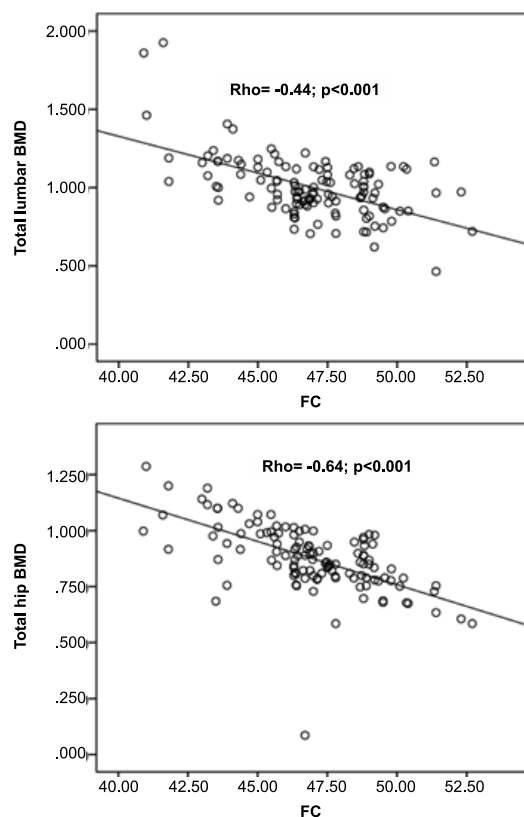 2.000
Rho= -0.44; p<0.001
1.500
1.000
.500
.000
Total lumbar BMD
40.00 42.50 45.00 47.50 50.00 52.50
FC
Rho= -0.64; p<0.001
1.250
1.000
0.750
.500
.250
.000
Total hip BMD
40.00 42.50 45.00 47.50 50.00 52.50
FC